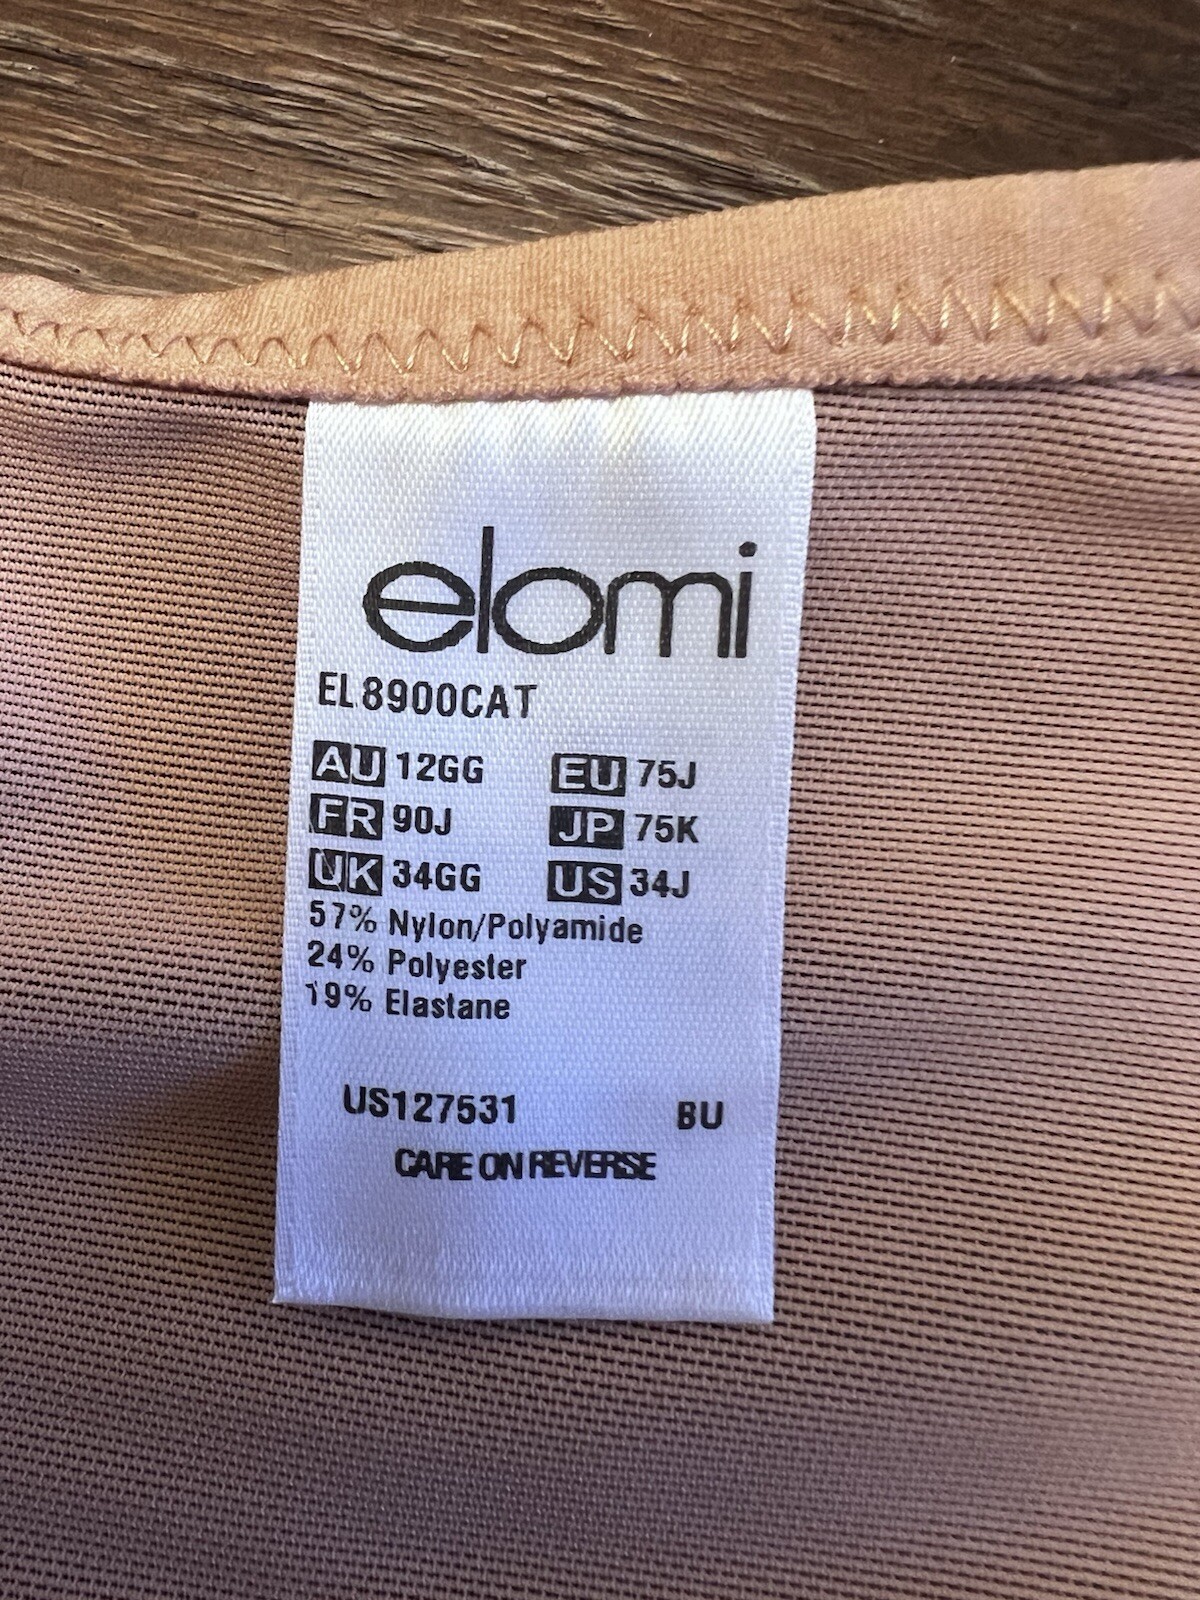 elomi
EL8900CAT
AU 12GG EU 75J
FR 90J JP 75K
UK 34GG US 34J
57% Nylon/Polyamide
24% Polyester
19% Elastane
US127531 BU
CARE ON REVERSE